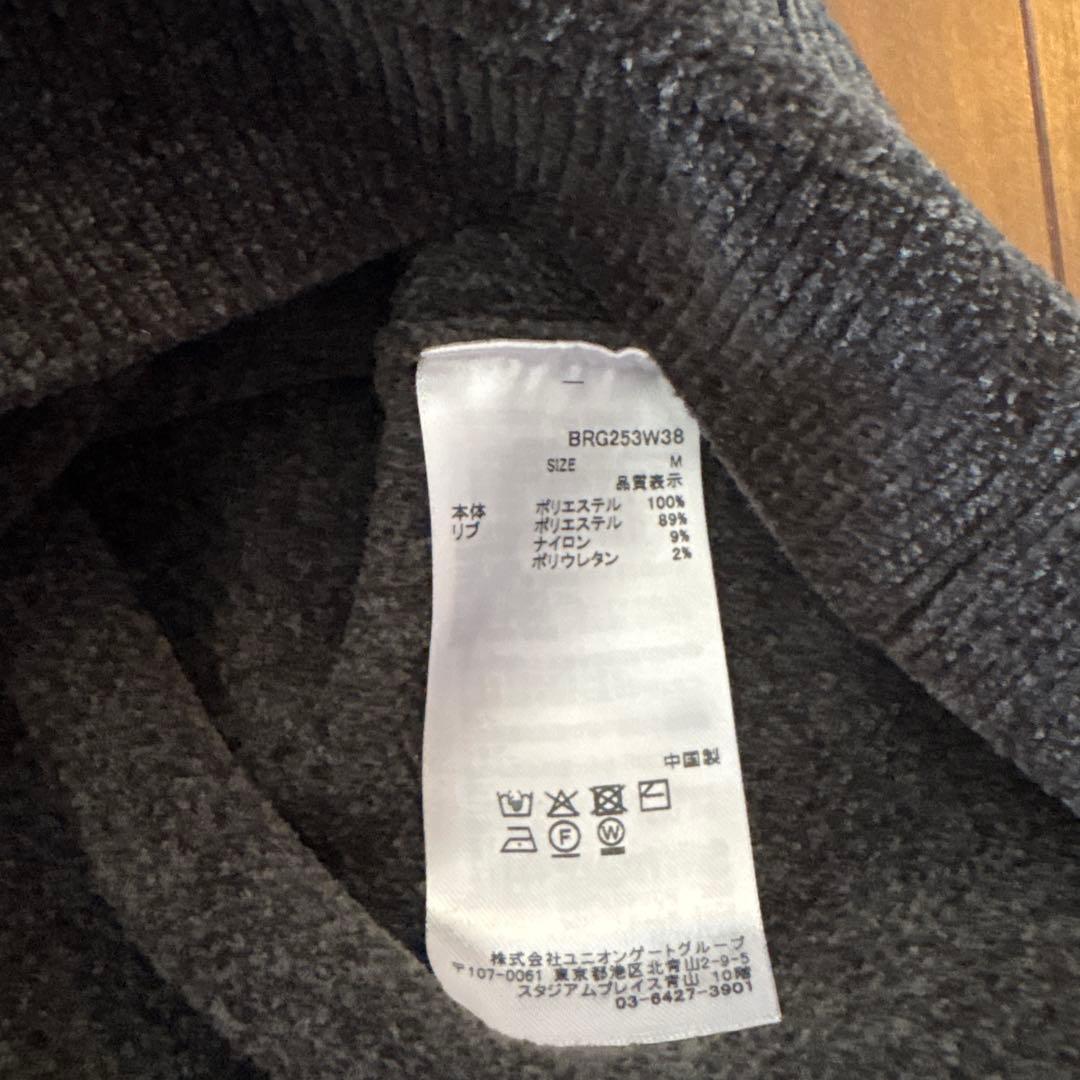 BRG253W38
SIZE M
品質表示
本体 ポリエステル 100%
リブ ポリエステル 89%
ナイロン 9%
ポリウレタン 2%
中国製
F W
株式会社ユニオンゲートグループ
〒107-0061 東京都港区北青山2-9-5
スタジアムプレイス青山 10階
03-6427-3901